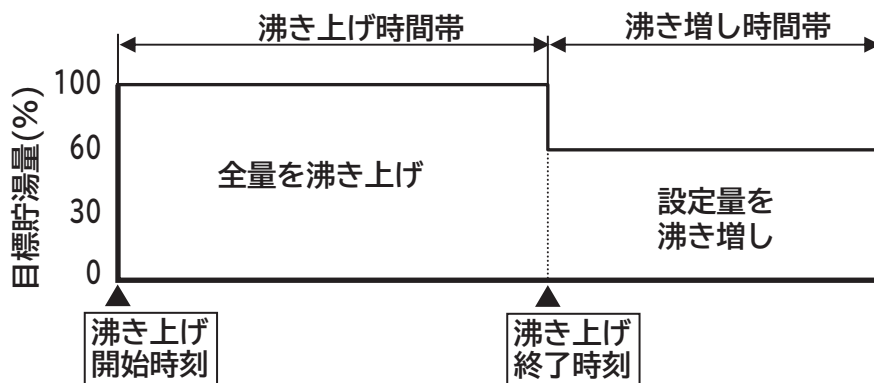 沸き上げ時間帯
沸き増し時間帯
目標貯湯量(%)
100
60
30
0
全量を沸き上げ
設定量を
沸き増し
沸き上げ
開始時刻
沸き上げ
終了時刻